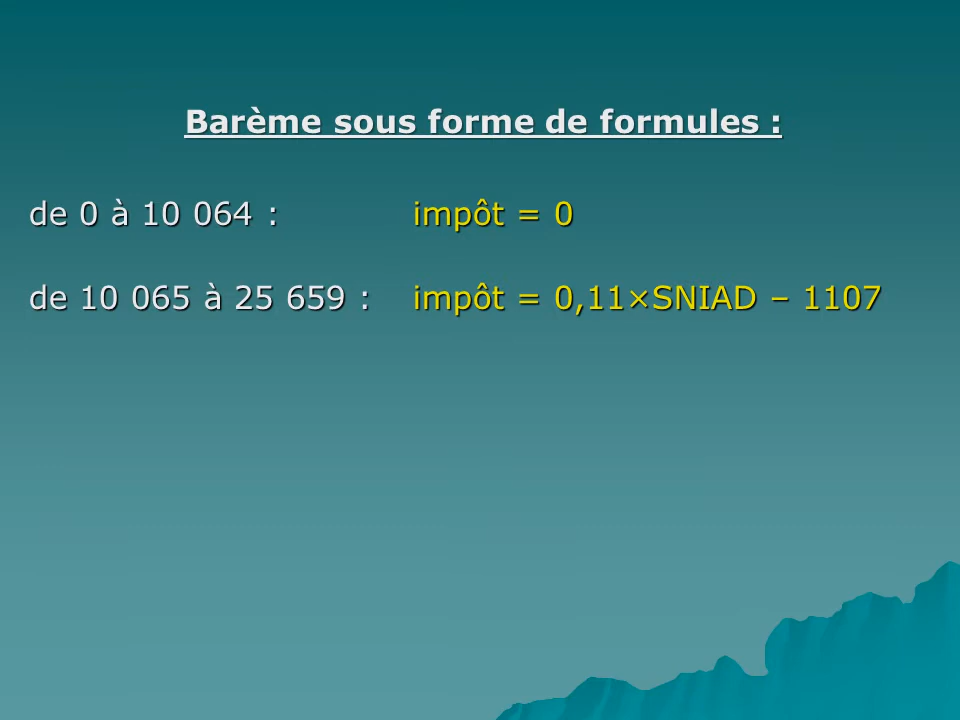 Barème sous forme de formules :
de 0 à 10 064 : impôt = 0
de 10 065 à 25 659 : impôt = 0,11×SNIAD – 1107